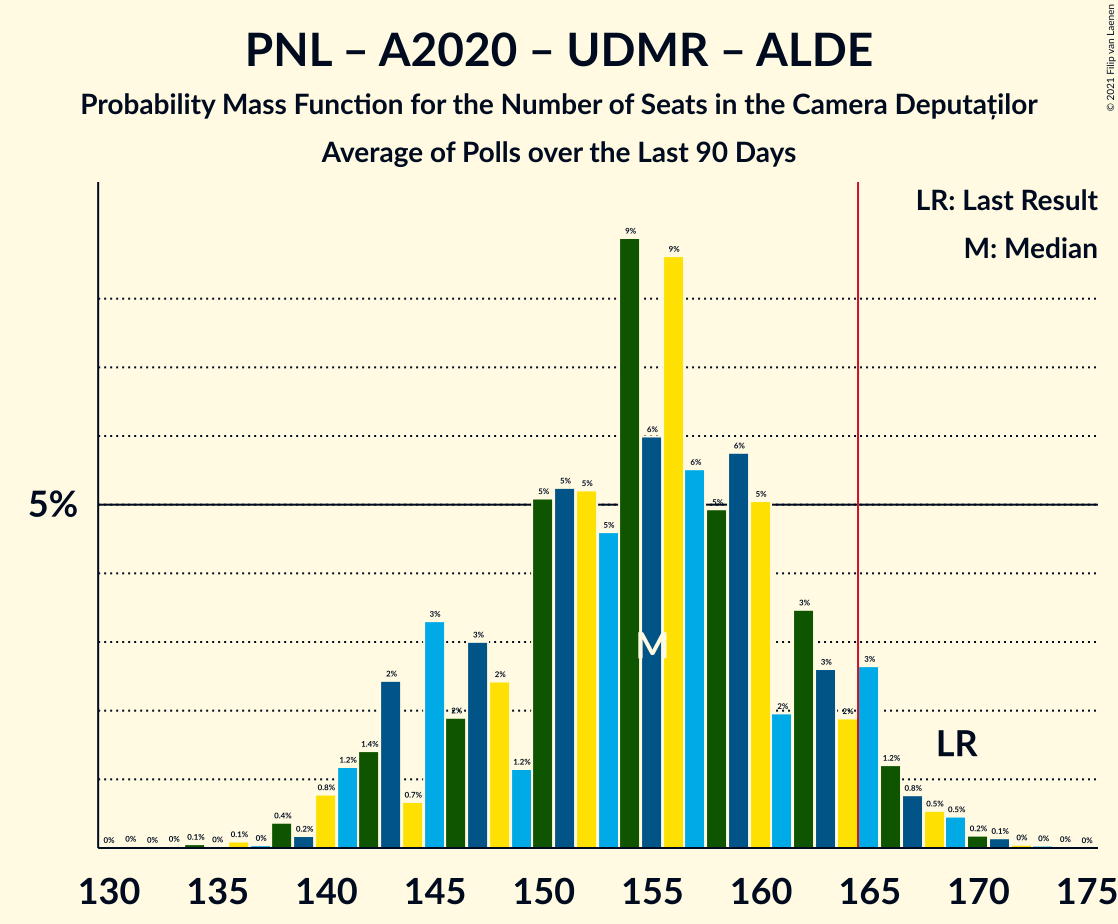 PNL – A2020 – UDMR – ALDE
Probability Mass Function for the Number of Seats in the Camera Deputaților
Average of Polls over the Last 90 Days
© 2021 Filip van Laenen
LR: Last Result
M: Median
5%
0% 0% 0% 0% 0.1% 0% 0.1% 0% 0.4% 0.2% 0.8% 1.2% 1.4% 2% 0.7% 3% 2% 3% 2% 1.2% 5% 5% 5% 5% 9% 6% 9% 6% 5% 6% 5% 2% 3% 3% 2% 3% 1.2% 0.8% 0.5% 0.5% 0.2% 0.1% 0% 0% 0% 0%
M
LR
130 135 140 145 150 155 160 165 170 175